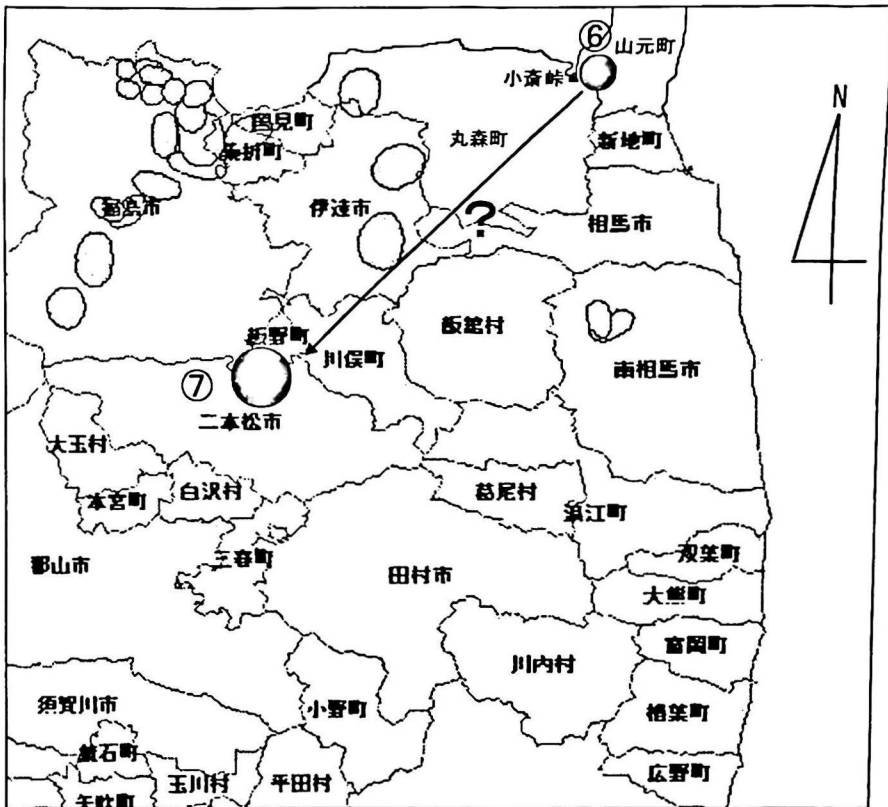 ⑥
山元町
小斎峠
N
国見町
桑折町
丸森町
新地町
福島市
伊達市
?
相馬市
飯野町
川俣町
飯舘村
南相馬市
⑦
二本松市
大玉村
本宮町
白沢村
葛尾村
浪江町
双葉町
郡山市
三春町
田村市
大熊町
富岡町
川内村
須賀川市
小野町
楢葉町
鏡石町
玉川村
平田村
広野町
矢吹町